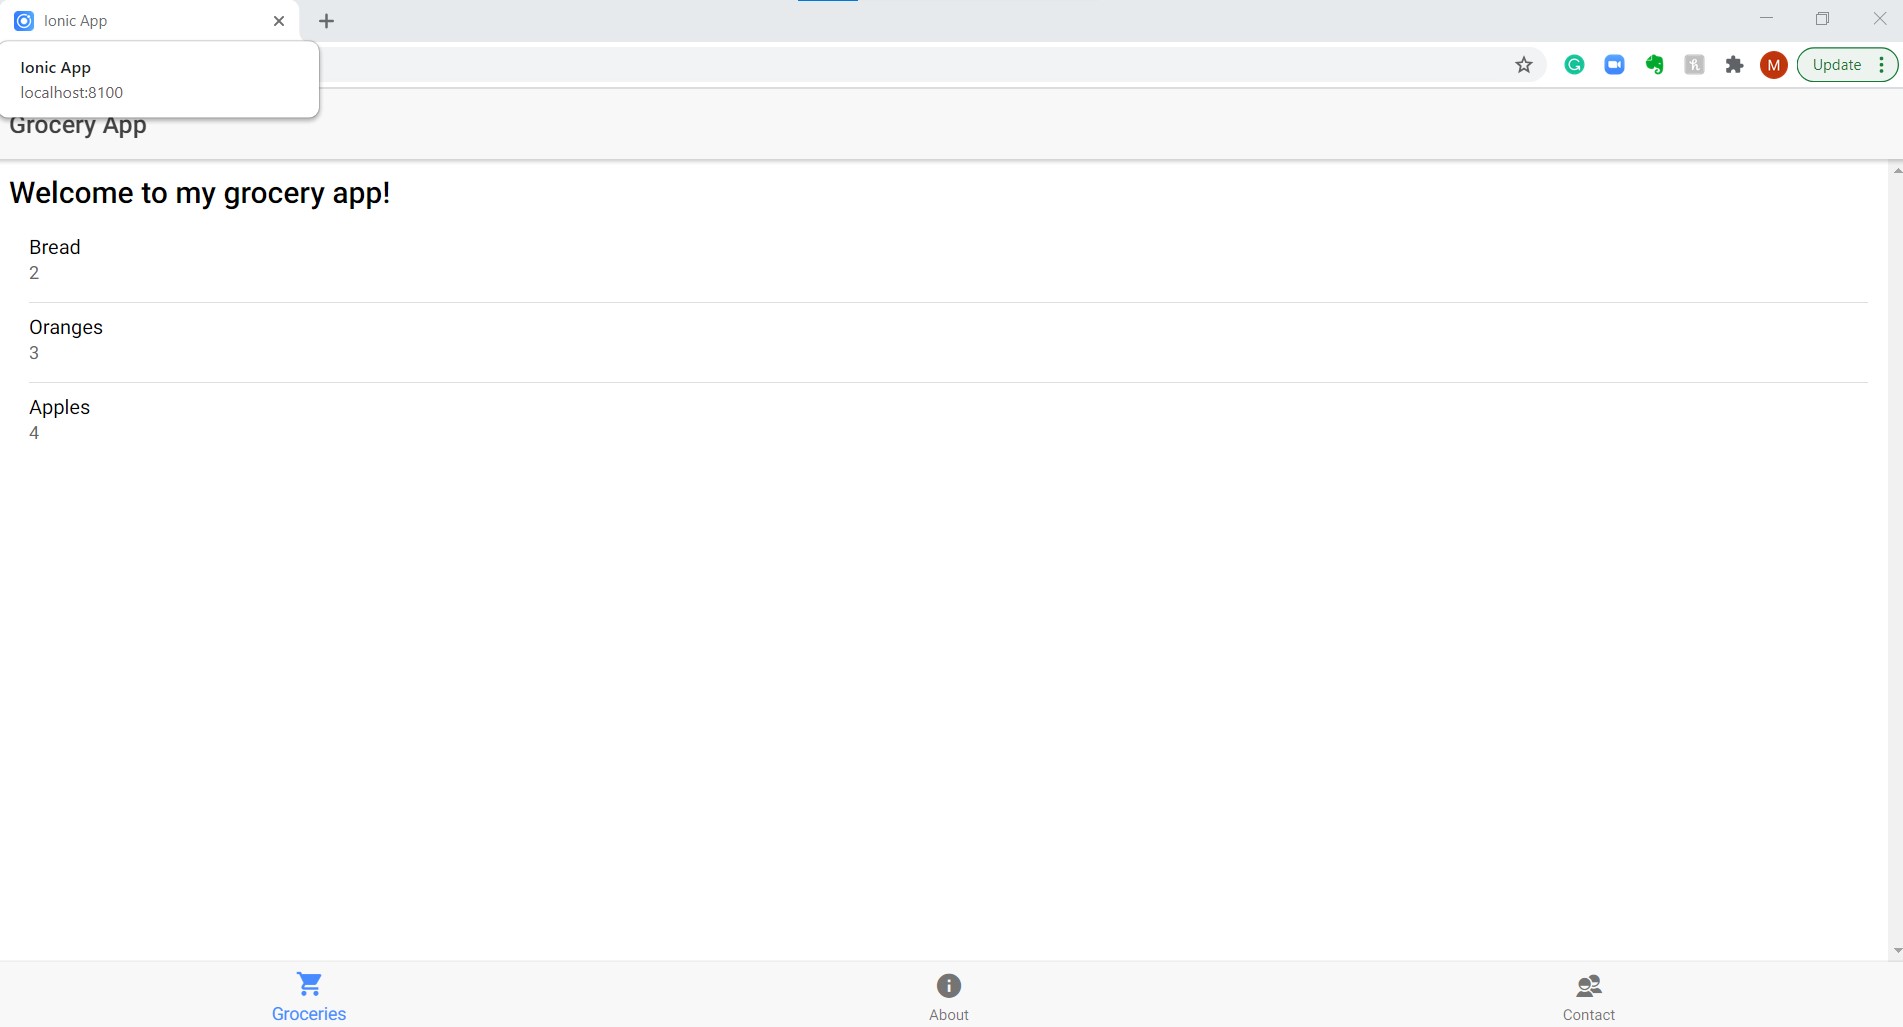 Ionic App
Ionic App
localhost:8100
M
Update
Grocery App
Welcome to my grocery app!
Bread
2
Oranges
3
Apples
4
Groceries
About
Contact